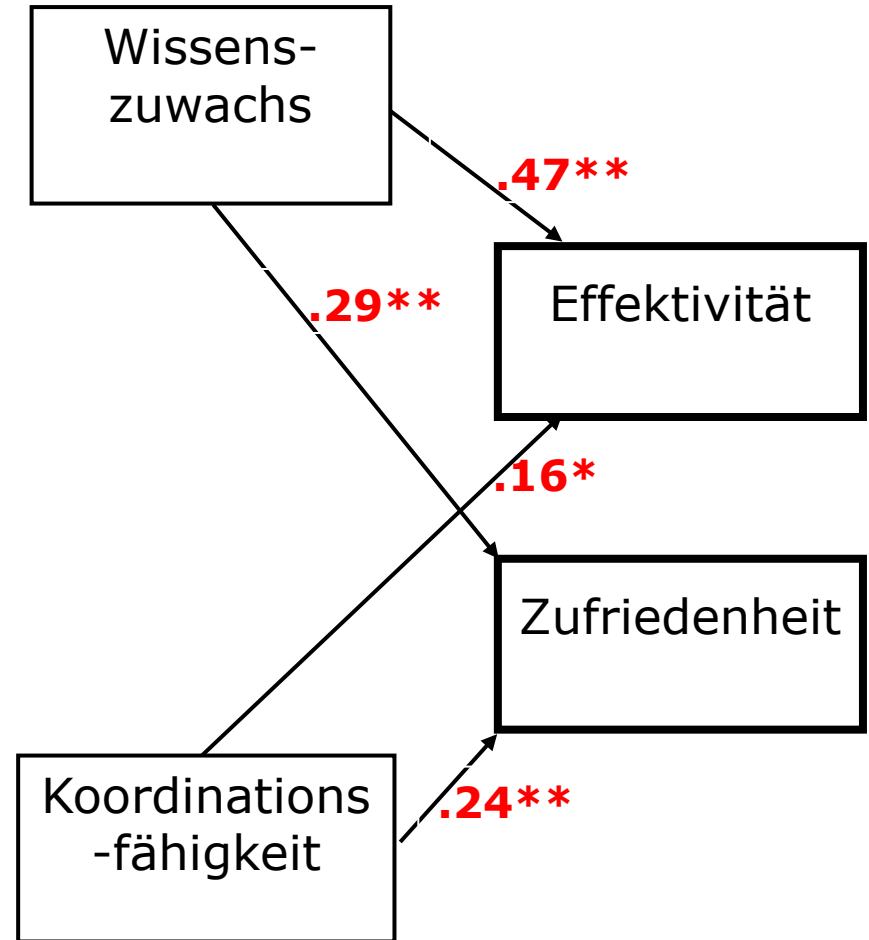 Wissens-
zuwachs
.47**
Effektivität
.29**
.16*
Zufriedenheit
Koordinations
-fähigkeit
.24**